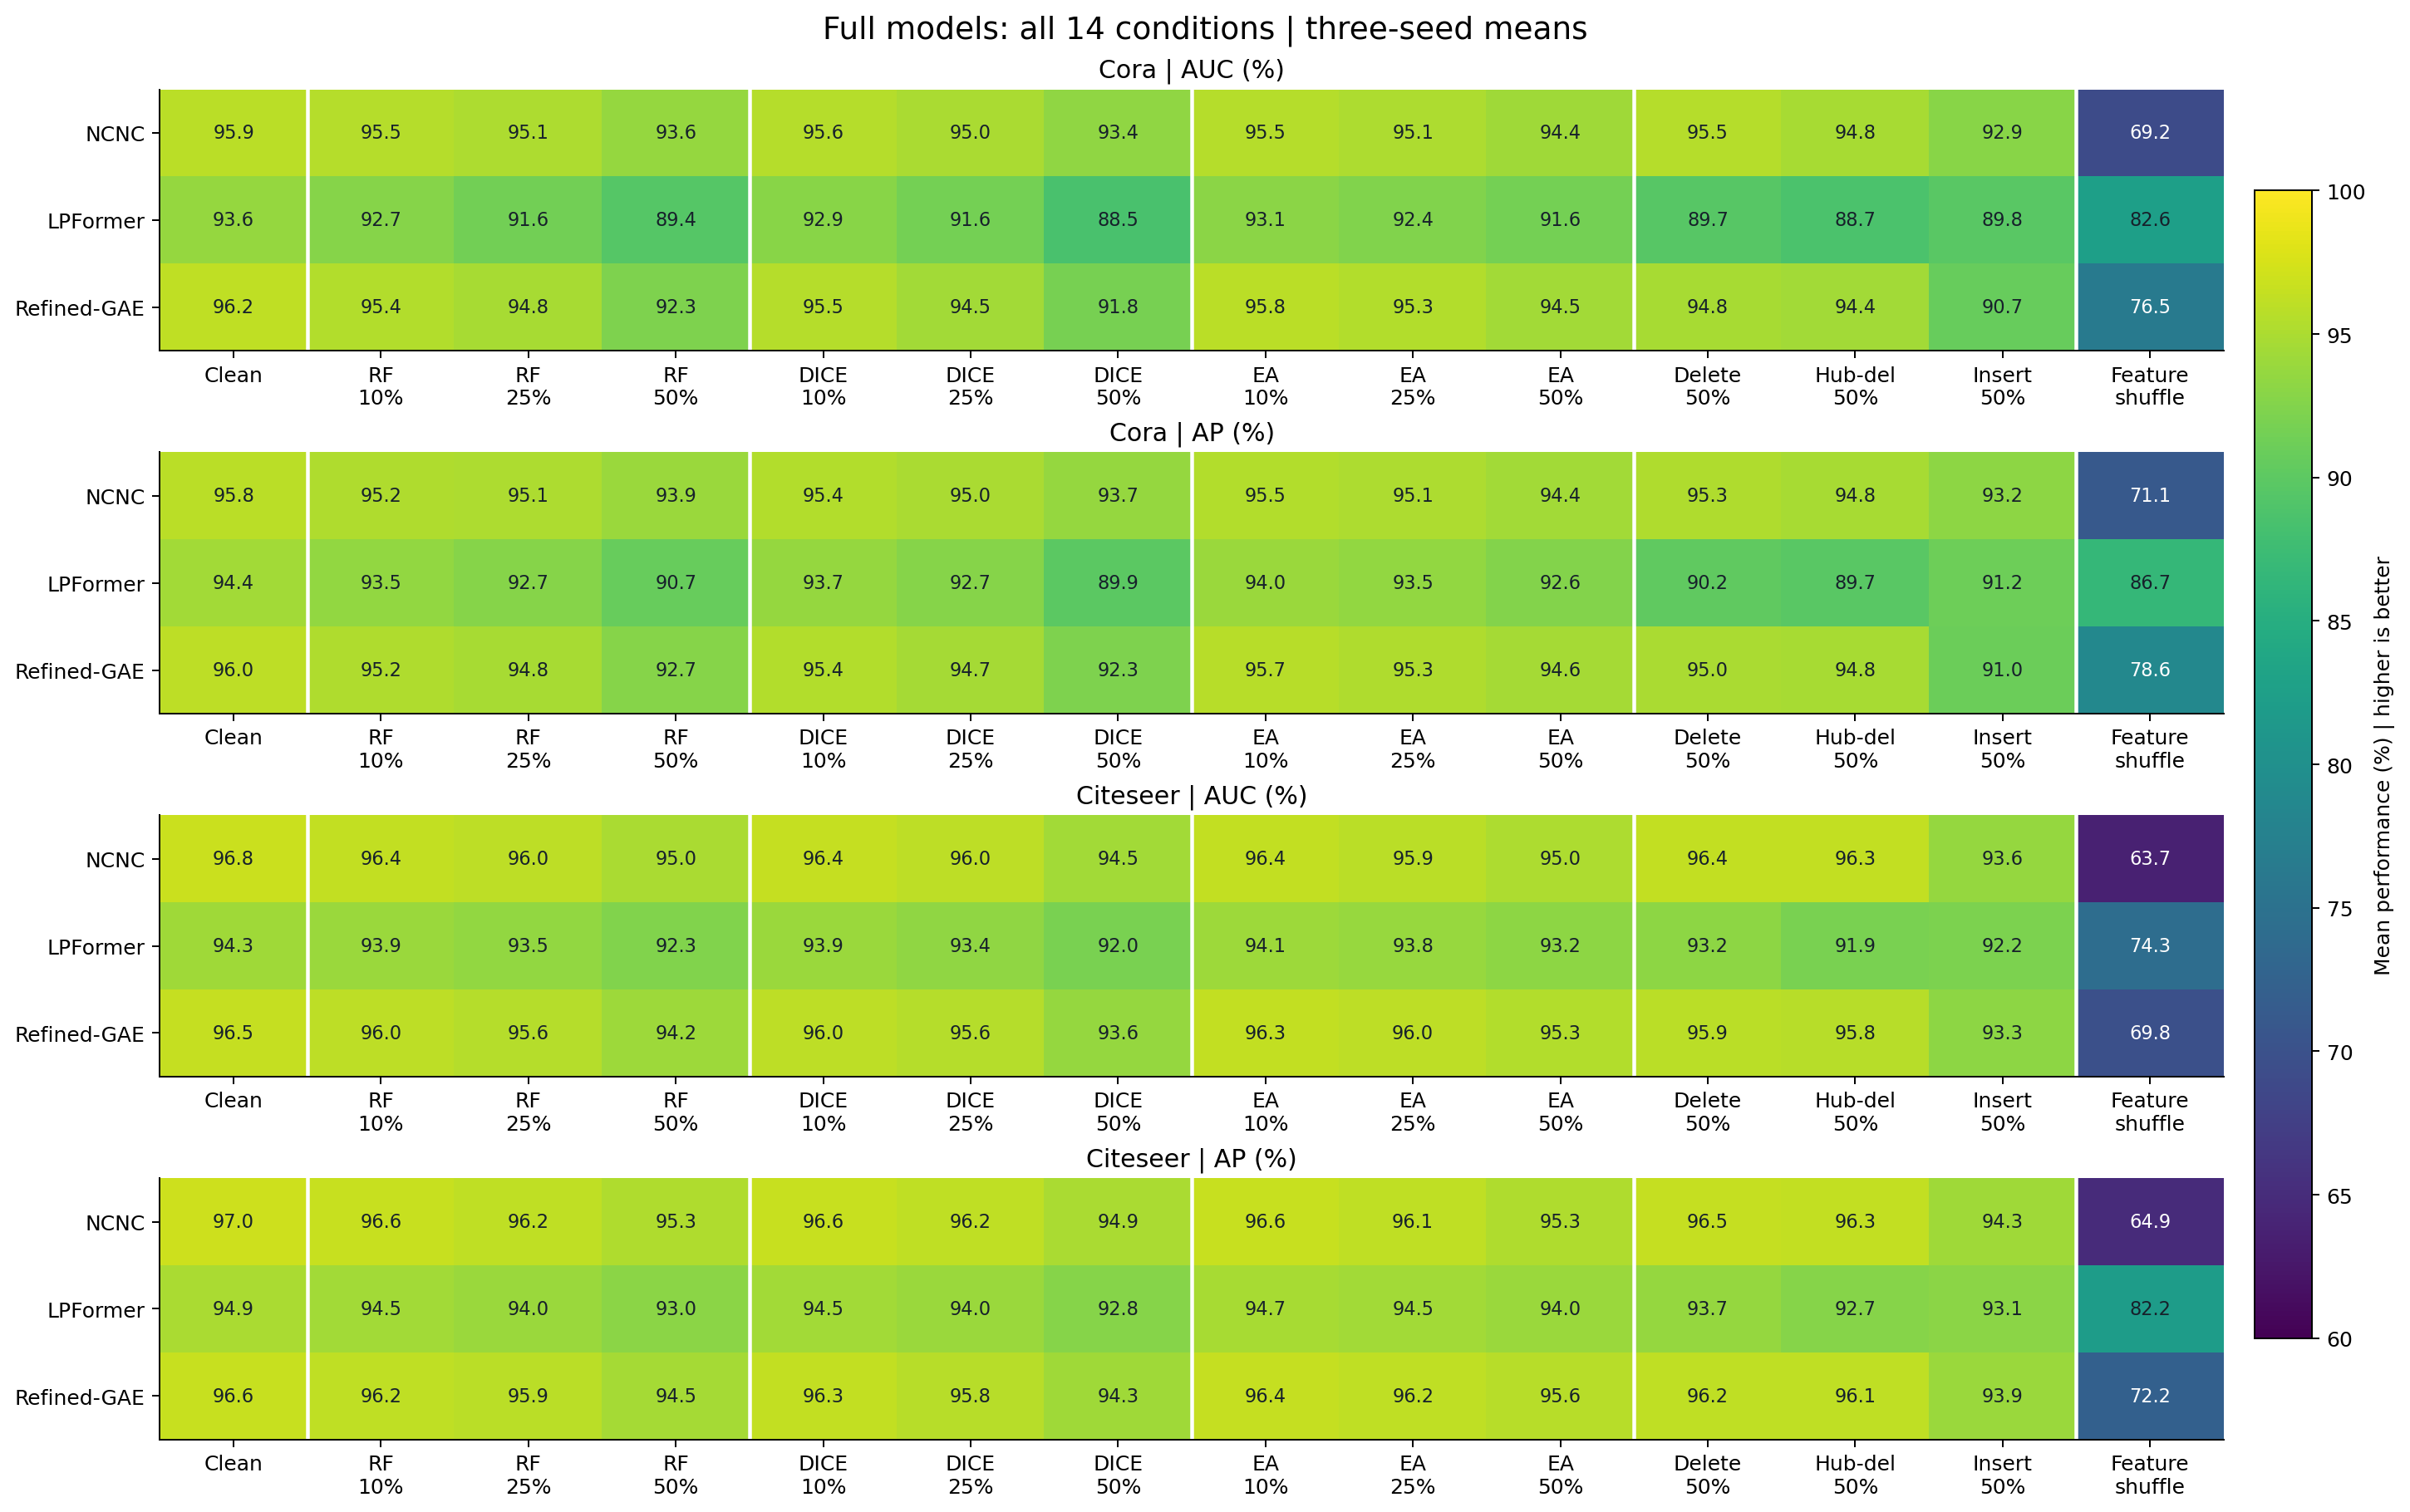 Full models: all 14 conditions | three-seed means
Cora | AUC (%)
NCNC 95.9 95.5 95.1 93.6 95.6 95.0 93.4 95.5 95.1 94.4 95.5 94.8 92.9 69.2
LPFormer 93.6 92.7 91.6 89.4 92.9 91.6 88.5 93.1 92.4 91.6 89.7 88.7 89.8 82.6
Refined-GAE 96.2 95.4 94.8 92.3 95.5 94.5 91.8 95.8 95.3 94.5 94.8 94.4 90.7 76.5
Clean RF RF RF DICE DICE DICE EA EA EA Delete Hub-del Insert Feature
10% 25% 50% 10% 25% 50% 10% 25% 50% 50% 50% 50% shuffle
Cora | AP (%)
NCNC 95.8 95.2 95.1 93.9 95.4 95.0 93.7 95.5 95.1 94.4 95.3 94.8 93.2 71.1
LPFormer 94.4 93.5 92.7 90.7 93.7 92.7 89.9 94.0 93.5 92.6 90.2 89.7 91.2 86.7
Refined-GAE 96.0 95.2 94.8 92.7 95.4 94.7 92.3 95.7 95.3 94.6 95.0 94.8 91.0 78.6
Clean RF RF RF DICE DICE DICE EA EA EA Delete Hub-del Insert Feature
10% 25% 50% 10% 25% 50% 10% 25% 50% 50% 50% 50% shuffle
Citeseer | AUC (%)
NCNC 96.8 96.4 96.0 95.0 96.4 96.0 94.5 96.4 95.9 95.0 96.4 96.3 93.6 63.7
LPFormer 94.3 93.9 93.5 92.3 93.9 93.4 92.0 94.1 93.8 93.2 93.2 91.9 92.2 74.3
Refined-GAE 96.5 96.0 95.6 94.2 96.0 95.6 93.6 96.3 96.0 95.3 95.9 95.8 93.3 69.8
Clean RF RF RF DICE DICE DICE EA EA EA Delete Hub-del Insert Feature
10% 25% 50% 10% 25% 50% 10% 25% 50% 50% 50% 50% shuffle
Citeseer | AP (%)
NCNC 97.0 96.6 96.2 95.3 96.6 96.2 94.9 96.6 96.1 95.3 96.5 96.3 94.3 64.9
LPFormer 94.9 94.5 94.0 93.0 94.5 94.0 92.8 94.7 94.5 94.0 93.7 92.7 93.1 82.2
Refined-GAE 96.6 96.2 95.9 94.5 96.3 95.8 94.3 96.4 96.2 95.6 96.2 96.1 93.9 72.2
Clean RF RF RF DICE DICE DICE EA EA EA Delete Hub-del Insert Feature
10% 25% 50% 10% 25% 50% 10% 25% 50% 50% 50% 50% shuffle
100
95
90
85
80
75
70
65
60
Mean performance (%) | higher is better